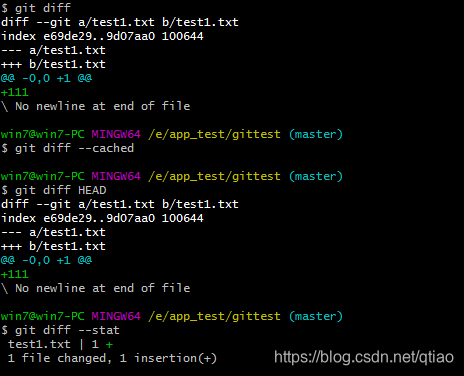 $ git diff
diff --git a/test1.txt b/test1.txt
index e69de29..9d07aa0 100644
--- a/test1.txt
+++ b/test1.txt
@@ -0,0 +1 @@
+111
\ No newline at end of file
win7@win7-PC MINGW64 /e/app_test/gittest (master)
$ git diff --cached
win7@win7-PC MINGW64 /e/app_test/gittest (master)
$ git diff HEAD
diff --git a/test1.txt b/test1.txt
index e69de29..9d07aa0 100644
--- a/test1.txt
+++ b/test1.txt
@@ -0,0 +1 @@
+111
\ No newline at end of file
win7@win7-PC MINGW64 /e/app_test/gittest (master)
$ git diff --stat
 test1.txt | 1 +
 1 file changed, 1 insertion(+)
https://blog.csdn.net/qtiao